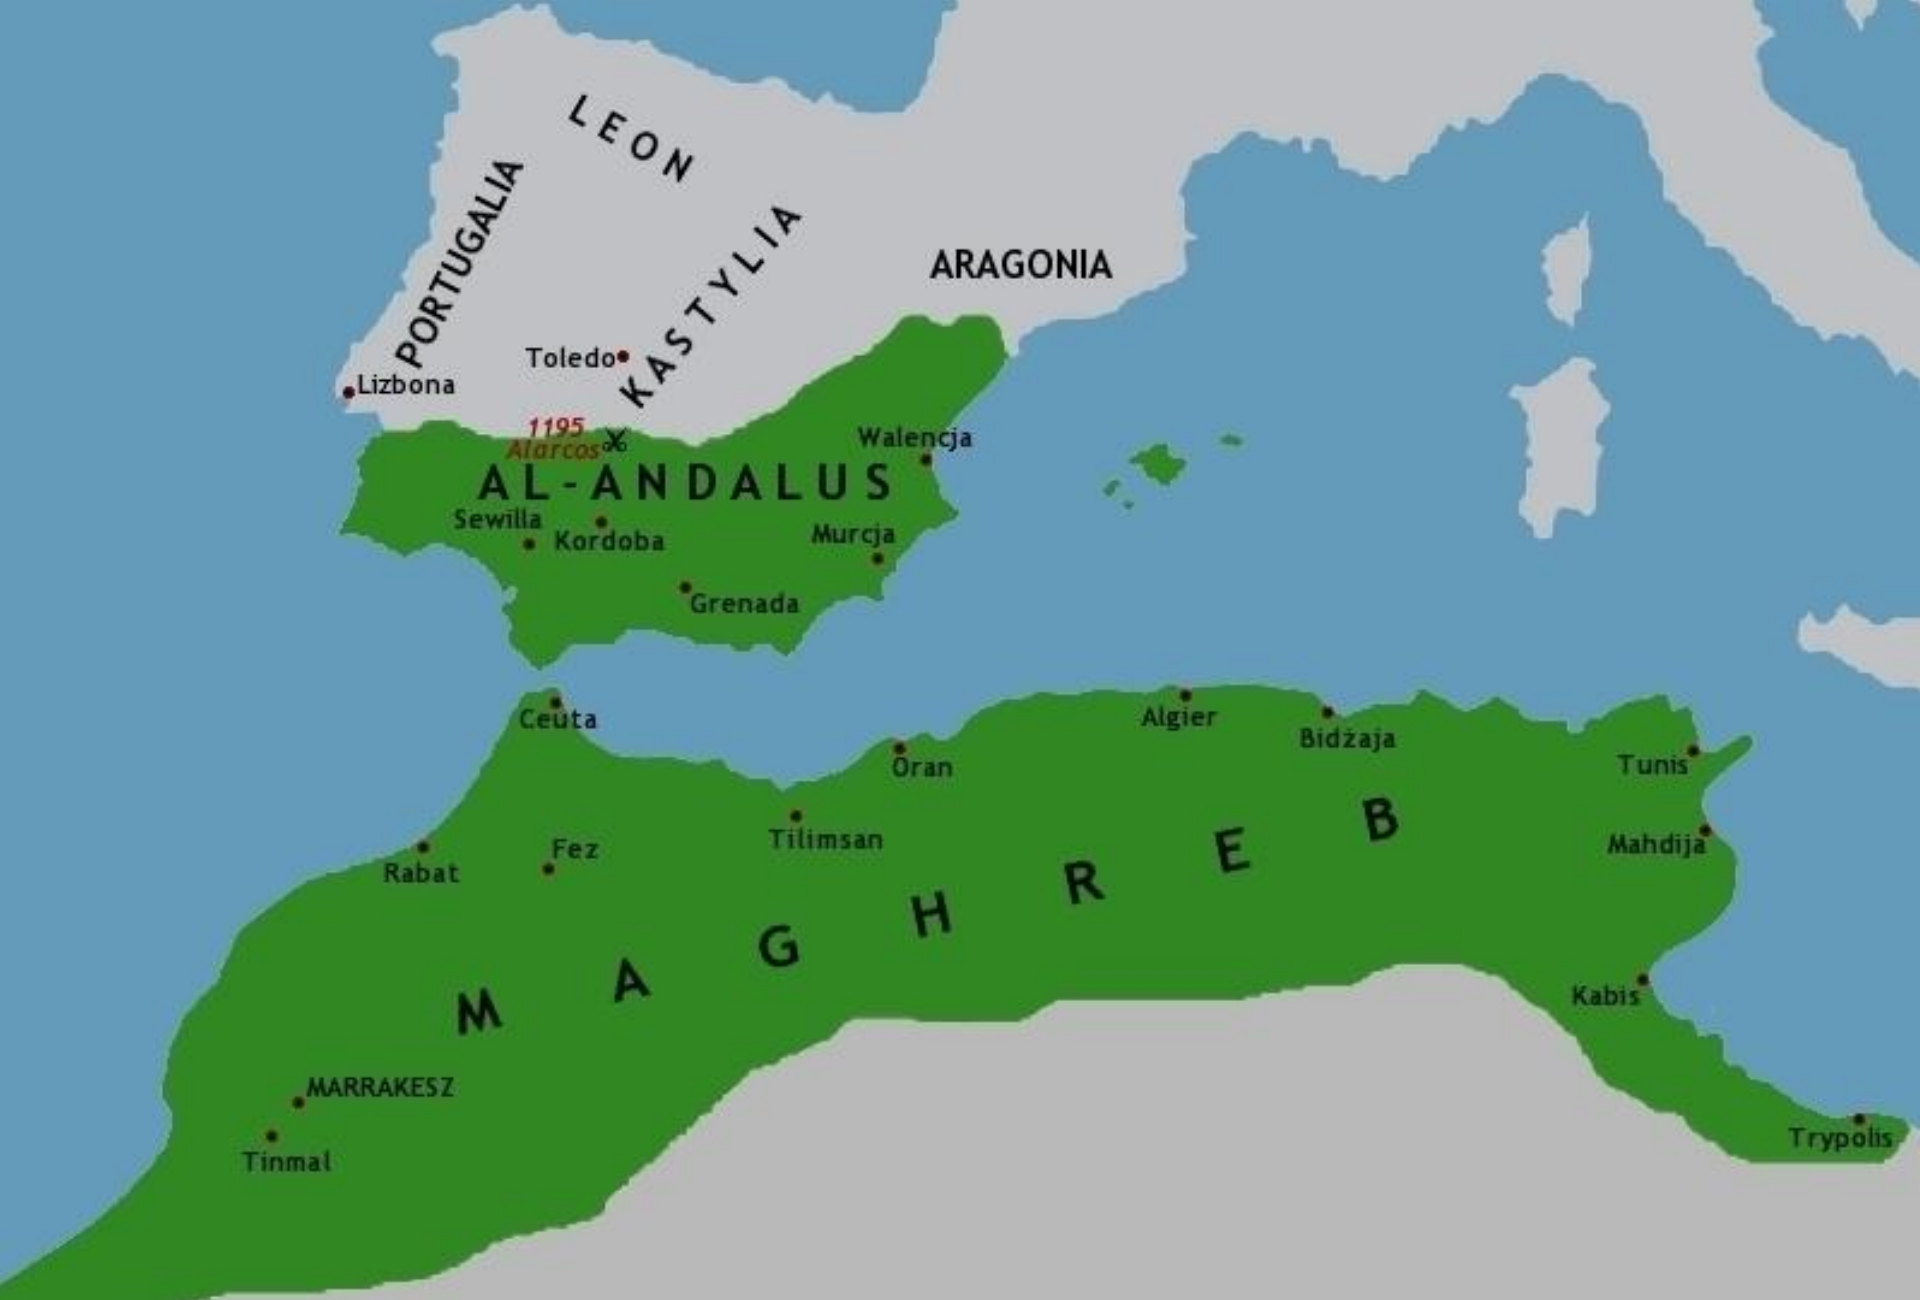 LEON
PORTUGALIA
KASTYLIA
ARAGONIA
Toledo
Lizbona
1195
Alarcos
Walencja
AL-ANDALUS
Sewilla
Kordoba
Murcja
Grenada
Ceuta
Algier
Bidżaja
Oran
Tunis
Tilimsan
Mahdija
Fez
Rabat
MAGHREB
Kabis
MARRAKESZ
Tinmal
Trypolis